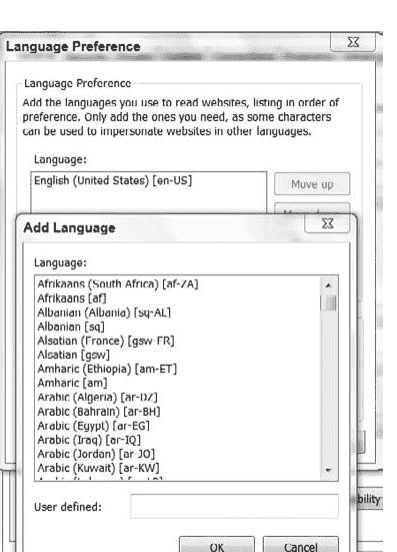 Language Preference
Language Preference
Add the languages you use to read websites, listing in order of
preference. Only add the ones you need, as some characters
can be used to impersonate websites in other languages.
Language:
English (United States) [en-US]
Move up
Add Language
Language:
Afrikaans (South Africa) [af-ZA]
Afrikaans [af]
Albanian (Albania) [sq-AL]
Albanian [sq]
Alsatian (France) [gsw-FR]
Alsatian [gsw]
Amharic (Ethiopia) [am-ET]
Amharic [am]
Arabic (Algeria) [ar-DZ]
Arabic (Bahrain) [ar-BH]
Arabic (Egypt) [ar-EG]
Arabic (Iraq) [ar-IQ]
Arabic (Jordan) [ar-JO]
Arabic (Kuwait) [ar-KW]
bility
User defined:
OK
Cancel